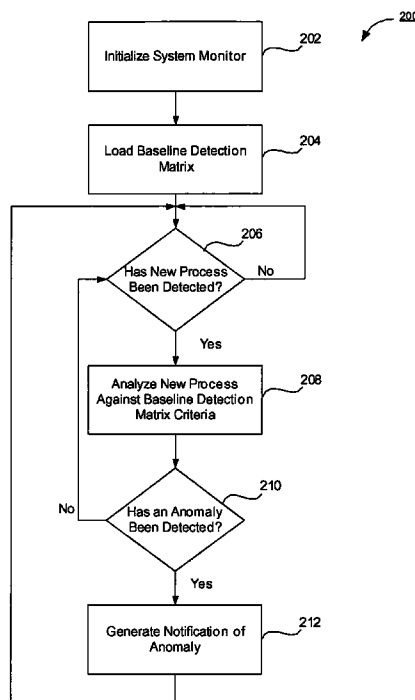 200
Initialize System Monitor
202
Load Baseline Detection
Matrix
204
206
Has New Process
Been Detected?
No
Yes
Analyze New Process
Against Baseline Detection
Matrix Criteria
208
210
Has an Anomaly
Been Detected?
No
Yes
Generate Notification of
Anomaly
212